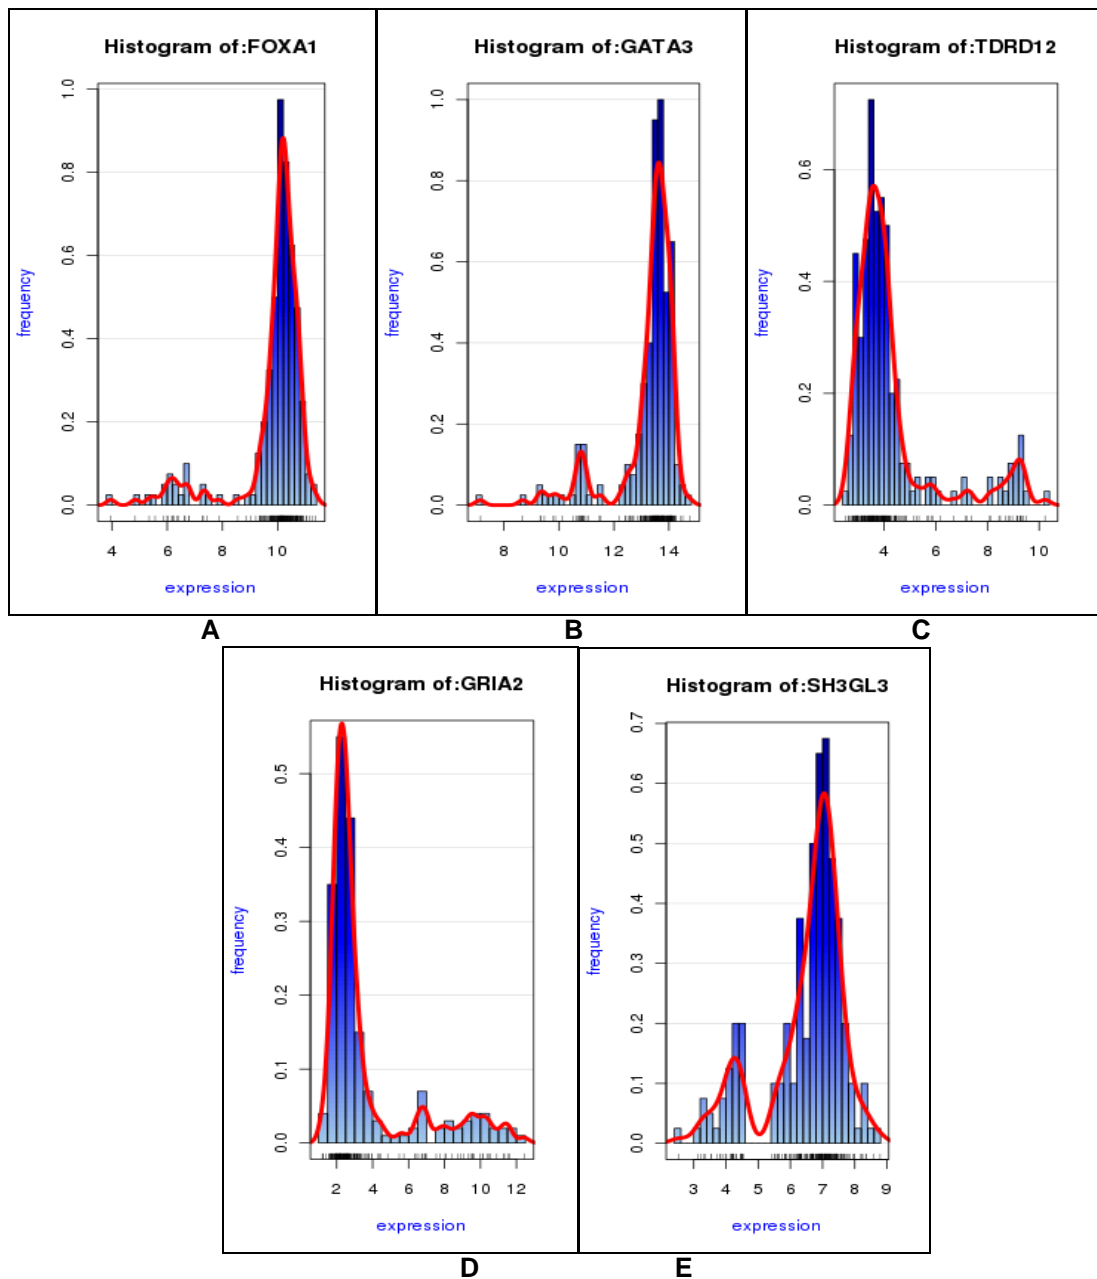 Histogram of:FOXA1
frequency
0.0 0.2 0.4 0.6 0.8 1.0
4 6 8 10
expression
A
Histogram of:GATA3
frequency
0.0 0.2 0.4 0.6 0.8 1.0
8 10 12 14
expression
B
Histogram of:TDRD12
frequency
0.0 0.2 0.4 0.6
4 6 8 10
expression
C
Histogram of:GRIA2
frequency
0.0 0.1 0.2 0.3 0.4 0.5
2 4 6 8 10 12
expression
D
Histogram of:SH3GL3
frequency
0.0 0.1 0.2 0.3 0.4 0.5 0.6 0.7
3 4 5 6 7 8 9
expression
E